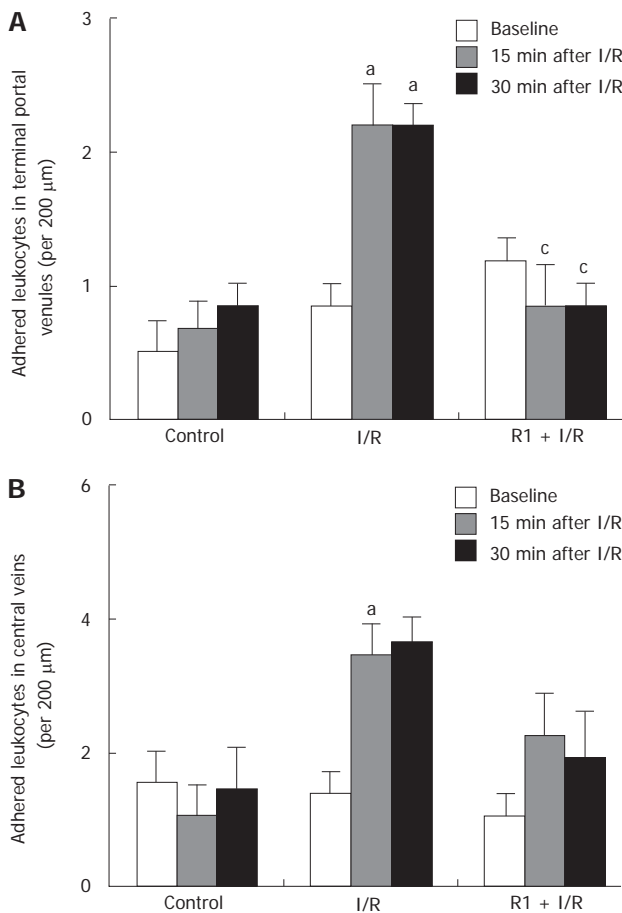 A
Adhered leukocytes in terminal portal
venules (per 200 μm)
3
2
1
0
Baseline
15 min after I/R
30 min after I/R
a
a
c
c
Control
I/R
R1 + I/R
B
Adhered leukocytes in central veins
(per 200 μm)
6
4
2
0
Baseline
15 min after I/R
30 min after I/R
a
Control
I/R
R1 + I/R